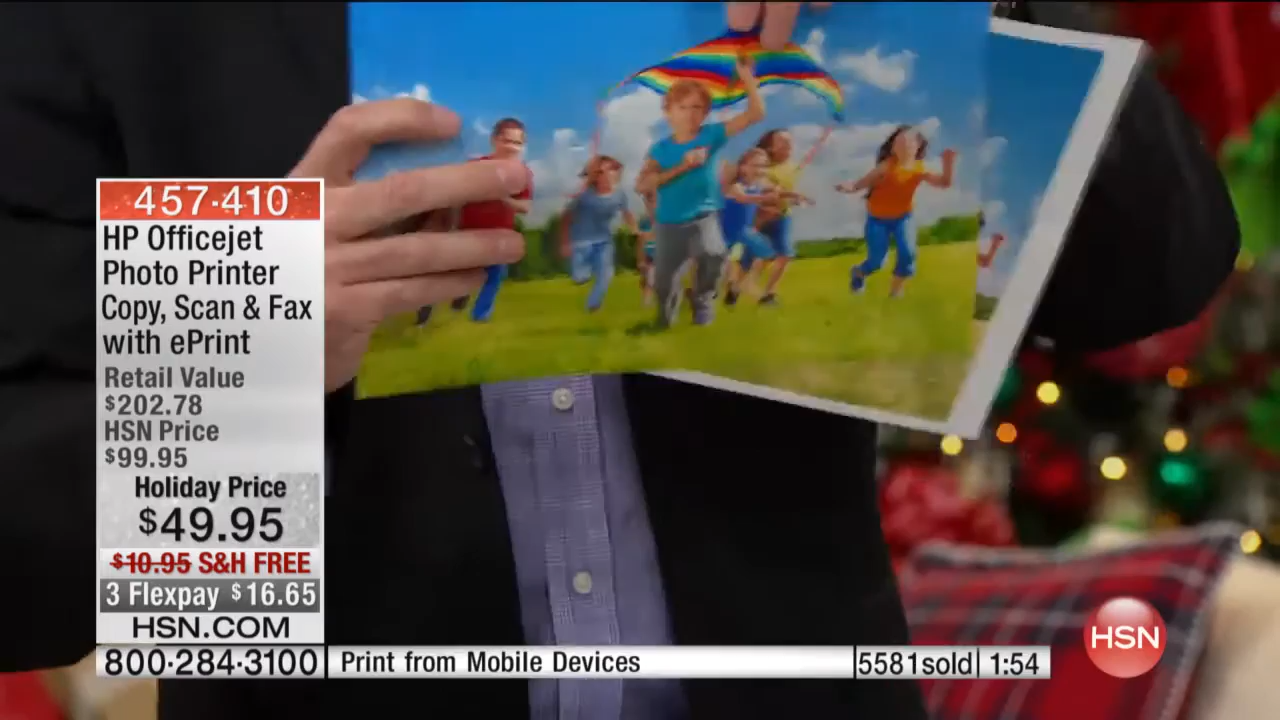 457·410
HP Officejet
Photo Printer
Copy, Scan & Fax
with ePrint
Retail Value
$202.78
HSN Price
$99.95
Holiday Price
$49.95
$10.95 S&H FREE
3 Flexpay $16.65
HSN.COM
800·284·3100
Print from Mobile Devices
5581sold
1:54
HSN